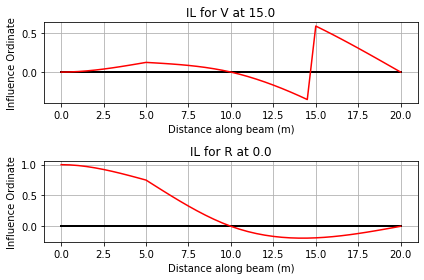 IL for V at 15.0
Influence Ordinate
0.5
0.0
0.0 2.5 5.0 7.5 10.0 12.5 15.0 17.5 20.0
Distance along beam (m)
IL for R at 0.0
Influence Ordinate
1.0
0.5
0.0
0.0 2.5 5.0 7.5 10.0 12.5 15.0 17.5 20.0
Distance along beam (m)